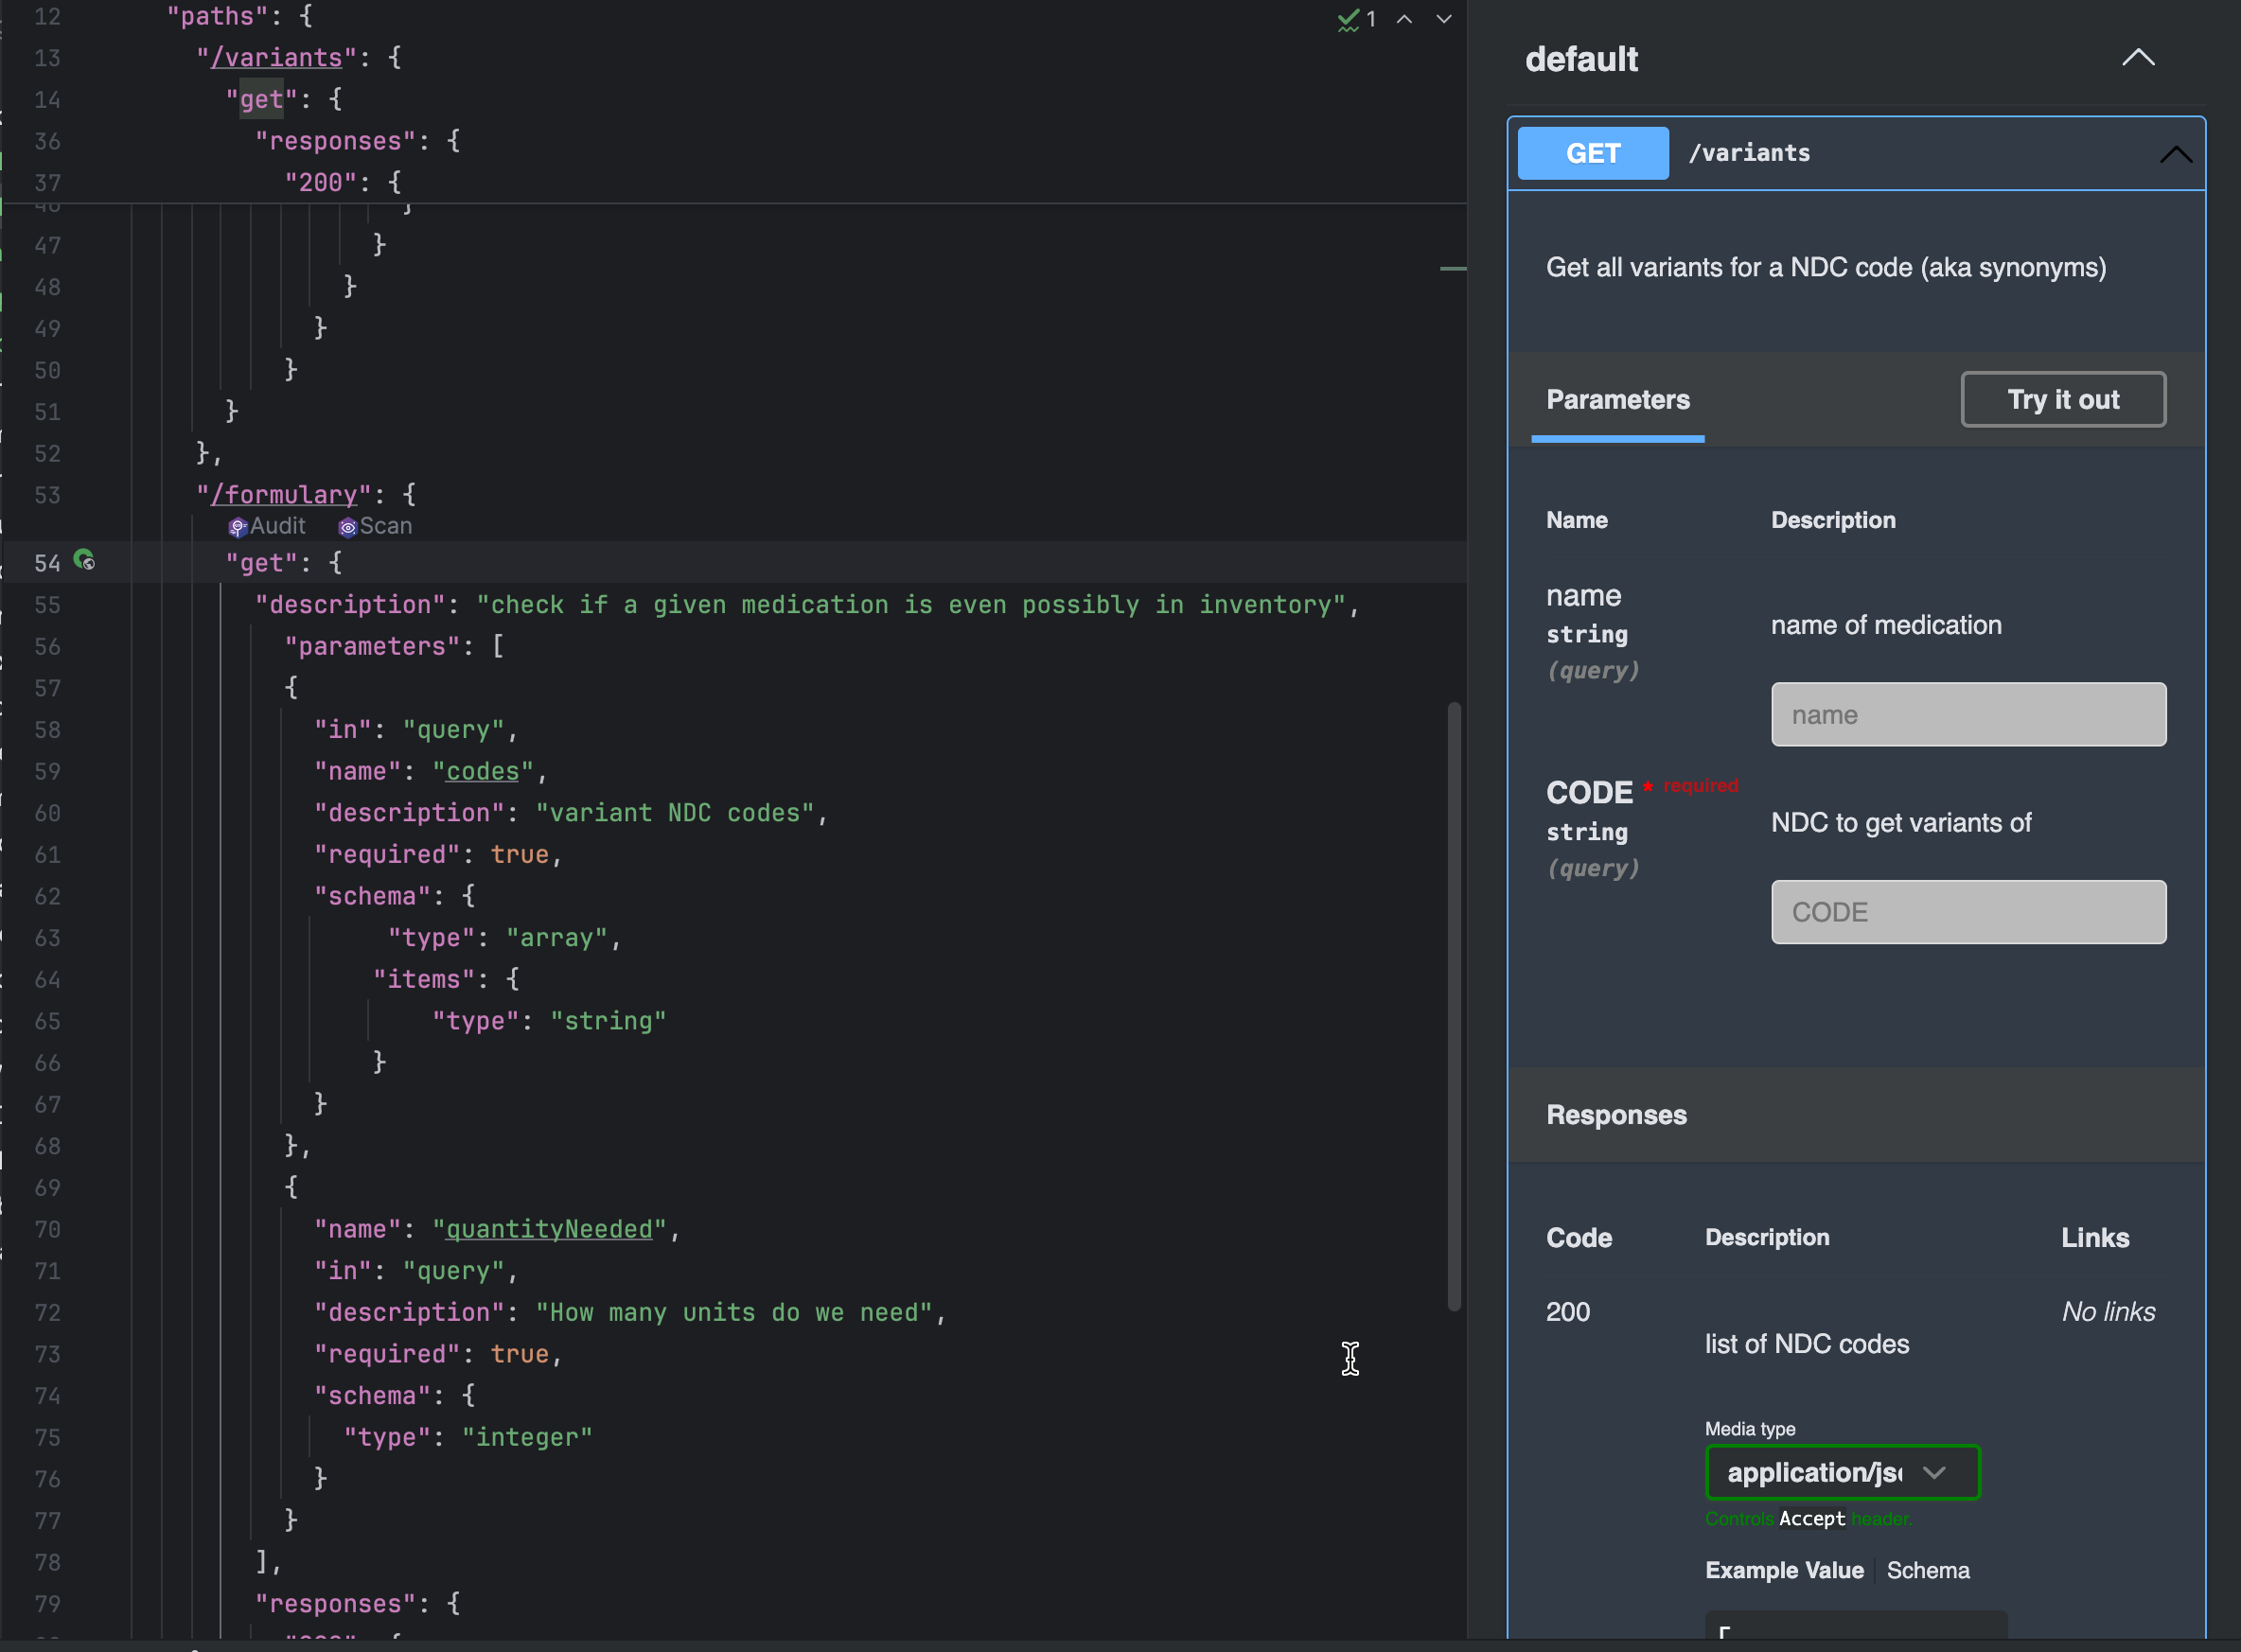 12 "paths": {
13 "/variants": {
14 "get": {
36 "responses": {
37 "200": {
}
47 }
48 }
49 }
50 }
51 }
52 },
53 "/formulary": {
Audit Scan
54 "get": {
55 "description": "check if a given medication is even possibly in inventory",
56 "parameters": [
57 {
58 "in": "query",
59 "name": "codes",
60 "description": "variant NDC codes",
61 "required": true,
62 "schema": {
63 "type": "array",
64 "items": {
65 "type": "string"
66 }
67 }
68 },
69 {
70 "name": "quantityNeeded",
71 "in": "query",
72 "description": "How many units do we need",
73 "required": true,
74 "schema": {
75 "type": "integer"
76 }
77 }
78 ],
79 "responses": {
1
default
GET /variants
Get all variants for a NDC code (aka synonyms)
Parameters Try it out
Name Description
name
string
(query)
name of medication
name
CODE * required
string
(query)
NDC to get variants of
CODE
Responses
Code Description Links
200 No links
list of NDC codes
Media type
application/js
Controls Accept header.
Example Value Schema
[